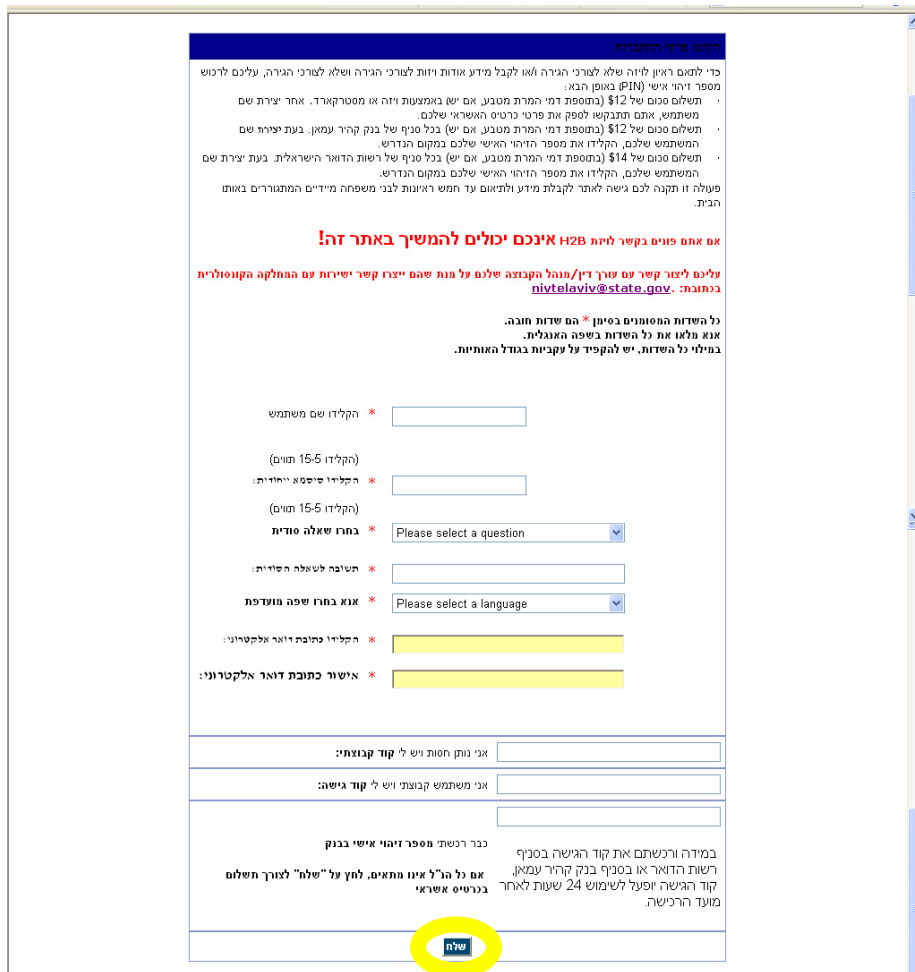 הקימו פרטי התחברות
כדי לתאם ראיון לויזה שלא לצורכי הגירה ו/או לקבל מידע אודות ויזות לצורכי הגירה ושלא לצורכי הגירה, עליכם לרכוש
מספר זיהוי אישי (PIN) באופן הבא:
· תשלום סכום של 12$ (בתוספת דמי המרת מטבע, אם יש) באמצעות ויזה או מסטרקארד. אחר יצירת שם
משתמש, אתם תתבקשו לספק את פרטי כרטיס האשראי שלכם.
· תשלום סכום של 12$ (בתוספת דמי המרת מטבע, אם יש) בכל סניף של בנק קהיר עמאן. בעת יצירת שם
המשתמש שלכם, הקלידו את מספר הזיהוי האישי שלכם במקום הנדרש.
· תשלום סכום של 14$ (בתוספת דמי המרת מטבע, אם יש) בכל סניף של רשות הדואר הישראלית. בעת יצירת שם
המשתמש שלכם, הקלידו את מספר הזיהוי האישי שלכם במקום הנדרש.
פעולה זו תקנה לכם גישה לאתר לקבלת מידע ולתיאום עד חמש ראיונות לבני משפחה מיידיים המתגוררים באותו
הבית.
אם אתם פונים בקשר לויזת H2B אינכם יכולים להמשיך באתר זה!
עליכם ליצור קשר עם עורך דין/מנהל הקבוצה שלכם על מנת שהם ייצרו קשר ישירות עם המחלקה הקונסולרית
בכתובת: nivtelaviv@state.gov.
כל השדות המסומנים בסימן * הם שדות חובה.
אנא מלאו את כל השדות בשפה האנגלית.
במילוי כל השדות, יש להקפיד על עקביות בגודל האותיות.
הקלידו שם משתמש *
(הקלידו 15-5 תווים)
הקלידו סיסמא ייחודית: *
(הקלידו 15-5 תווים)
בחרו שאלה סודית *
Please select a question
תשובה לשאלה הסודית: *
אנא בחרו שפה מועדפת *
Please select a language
הקלידו כתובת דואר אלקטרוני: *
אישור כתובת דואר אלקטרוני: *
אני נותן חסות ויש לי קוד קבוצתי:
אני משתמש קבוצתי ויש לי קוד גישה:
כבר רכשתי מספר זיהוי אישי בבנק
אם כל הנ"ל אינו מתאים, לחץ על "שלח" לצורך תשלום
בכרטיס אשראי
במידה ורכשתם את קוד הגישה בסניף
רשות הדואר או בסניף בנק קהיר עמאן,
קוד הגישה יופעל לשימוש 24 שעות לאחר
מועד הרכישה.
שלח